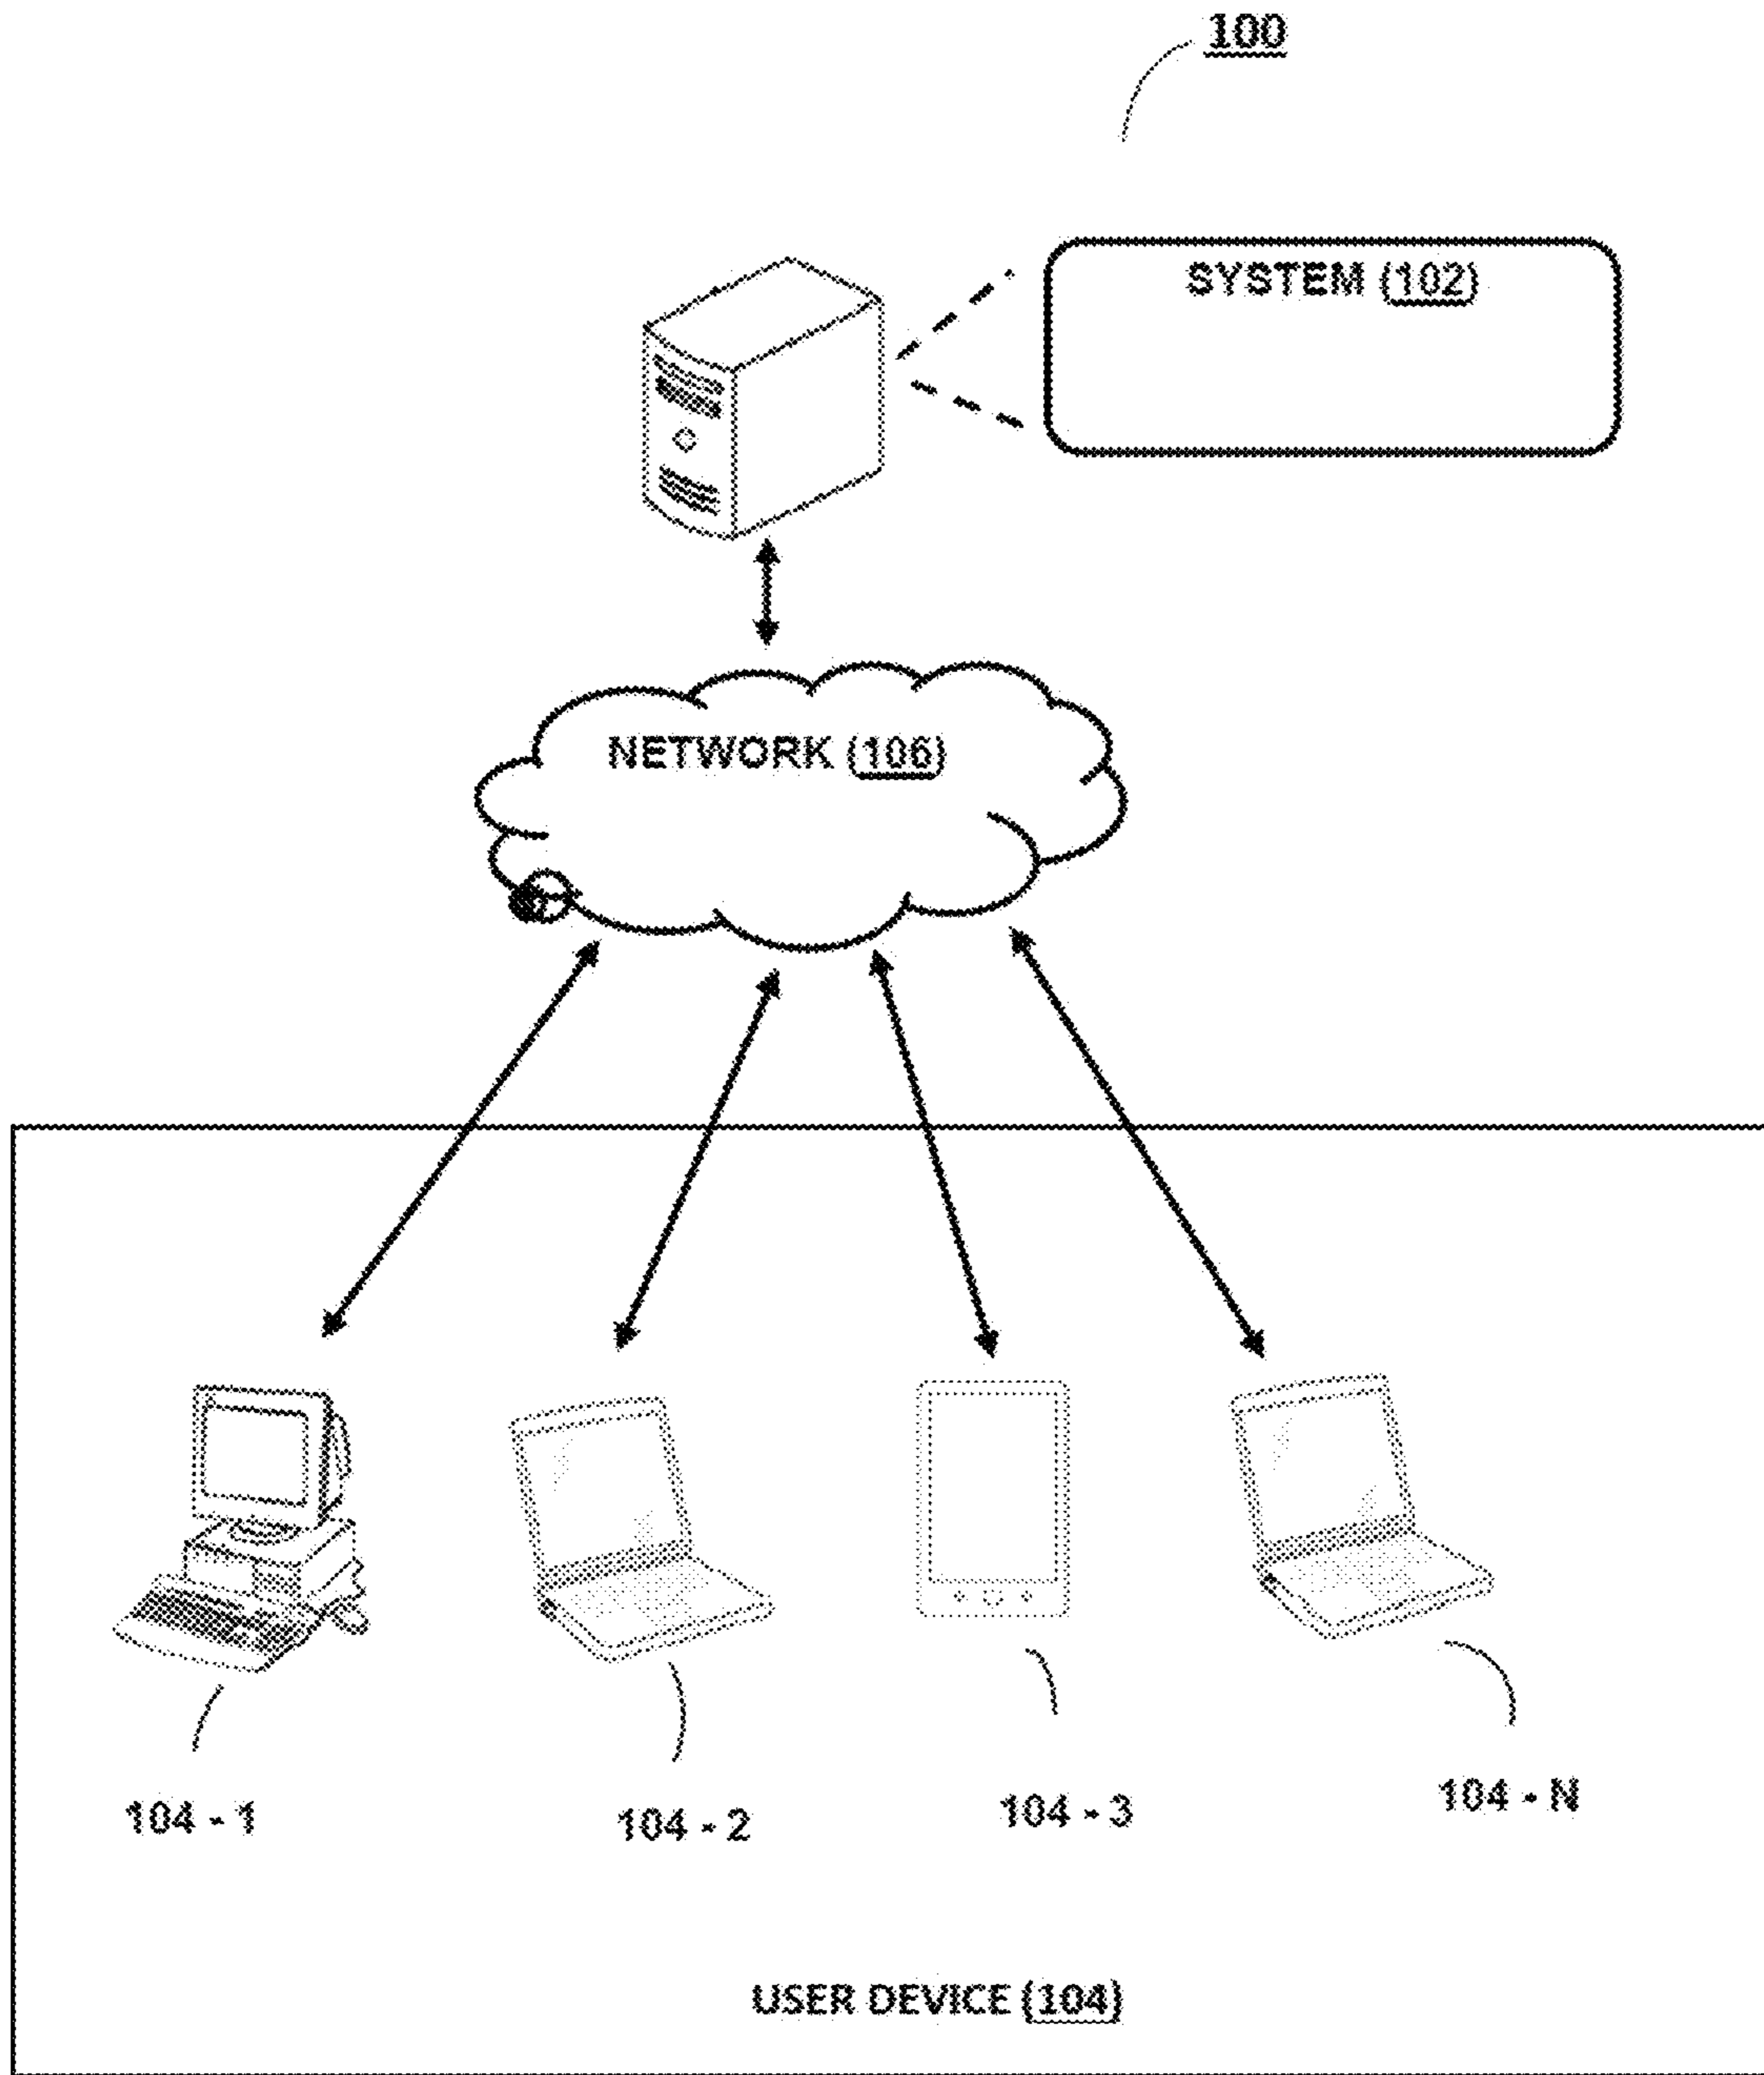 100
SYSTEM (102)
NETWORK (106)
104 - 1
104 - 2
104 - 3
104 - N
USER DEVICE (104)